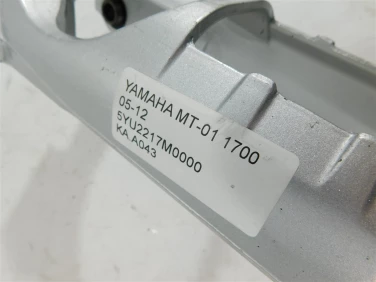 YAMAHA MT-01 1700
05-12
5YU2217M0000
KA.A043